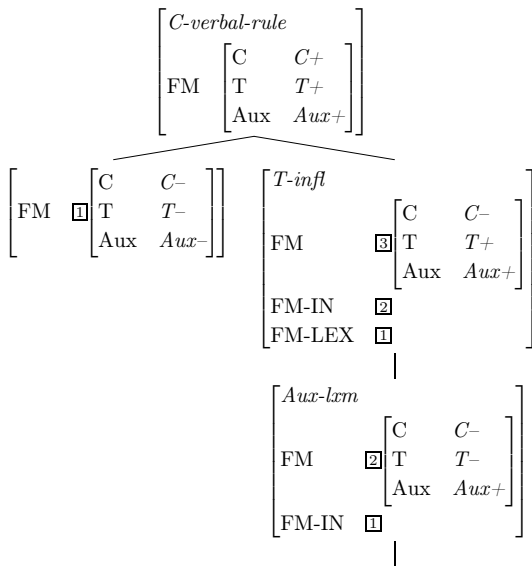 C-verbal-rule
C C+
FM T T+
Aux Aux+
C C–
FM 1 T T–
Aux Aux–
T-infl
C C–
FM 3 T T+
Aux Aux+
FM-IN 2
FM-LEX 1
Aux-lxm
C C–
FM 2 T T–
Aux Aux+
FM-IN 1